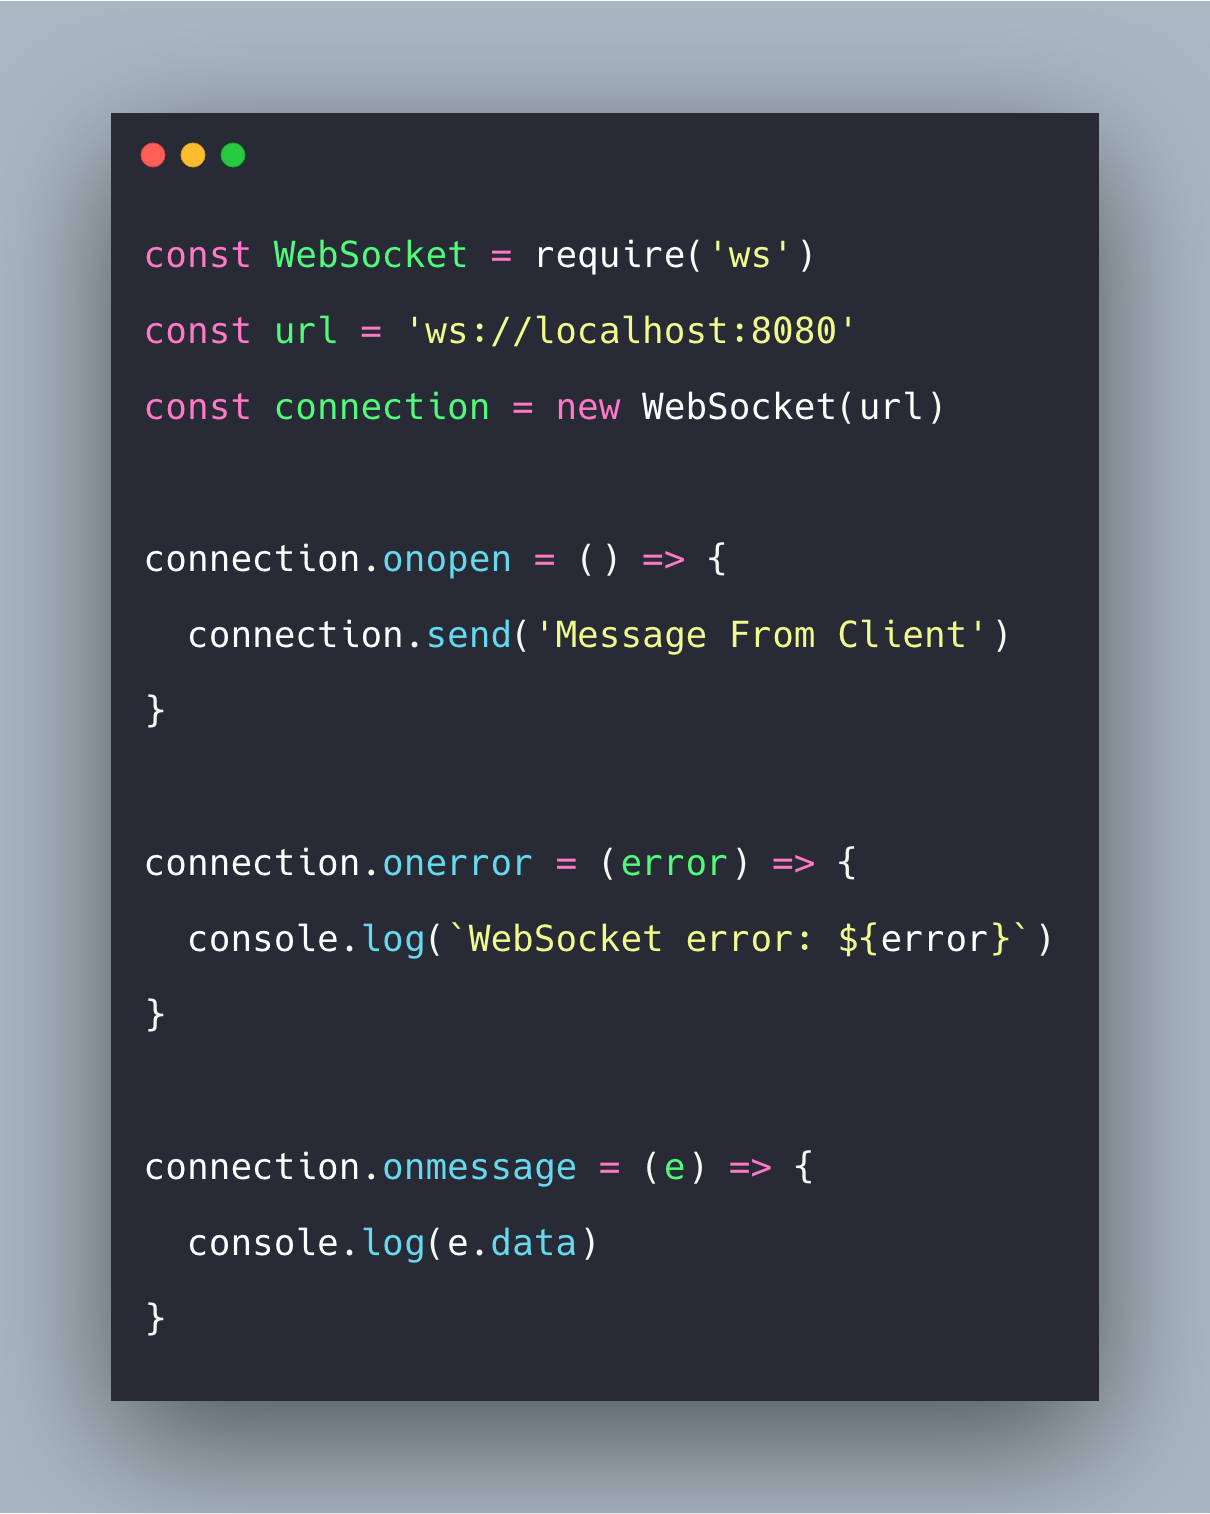 const WebSocket = require('ws')
const url = 'ws://localhost:8080'
const connection = new WebSocket(url)

connection.onopen = () => {
  connection.send('Message From Client')
}

connection.onerror = (error) => {
  console.log(`WebSocket error: ${error}`)
}

connection.onmessage = (e) => {
  console.log(e.data)
}